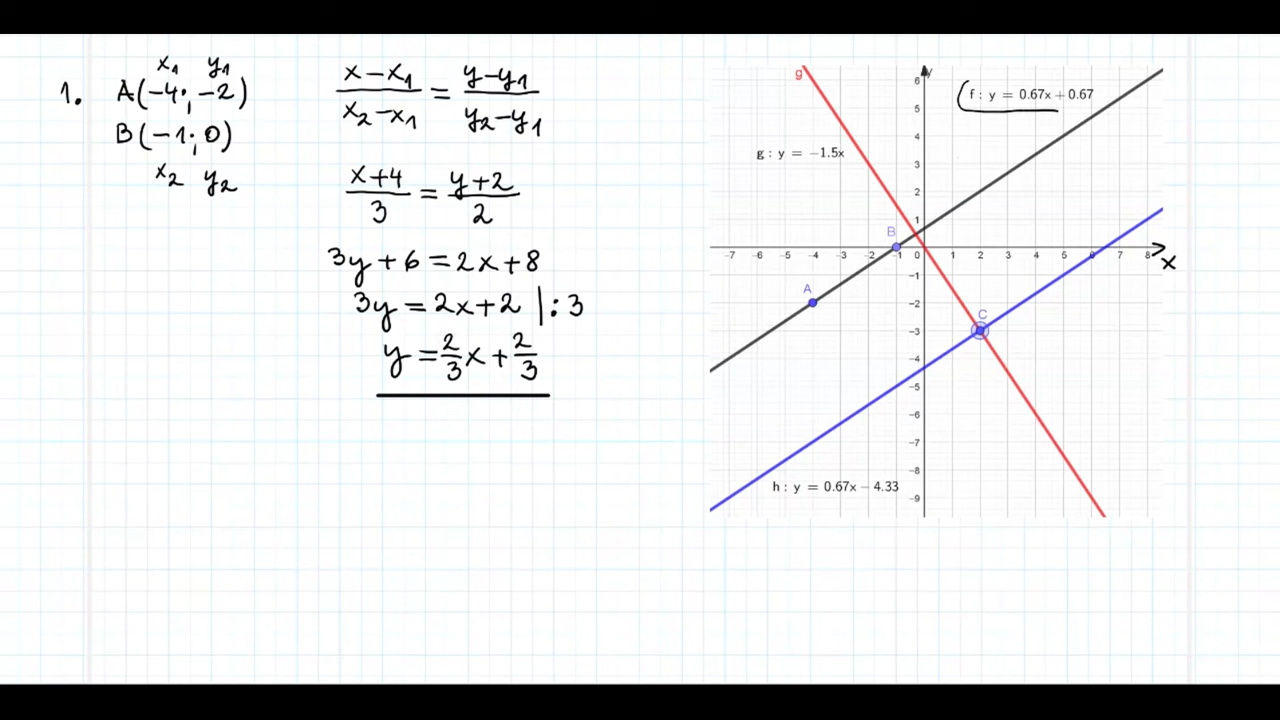 x₁ y₁
1. A(-4; -2)
B(-1; 0)
x₂ y₂
(x-x₁)/(x₂-x₁) = (y-y₁)/(y₂-y₁)
(x+4)/3 = (y+2)/2
3y+6=2x+8
3y=2x+2 |:3
y=2/3x+2/3
g
y
f : y = 0.67x + 0.67
g : y = −1.5x
6
5
4
3
2
1
B
−7 −6 −5 −4 −3 −2 −1 0 1 2 3 4 5 6 7 8
x
−1
A
−2
C
−3
−4
−5
−6
−7
−8
h : y = 0.67x − 4.33
−9